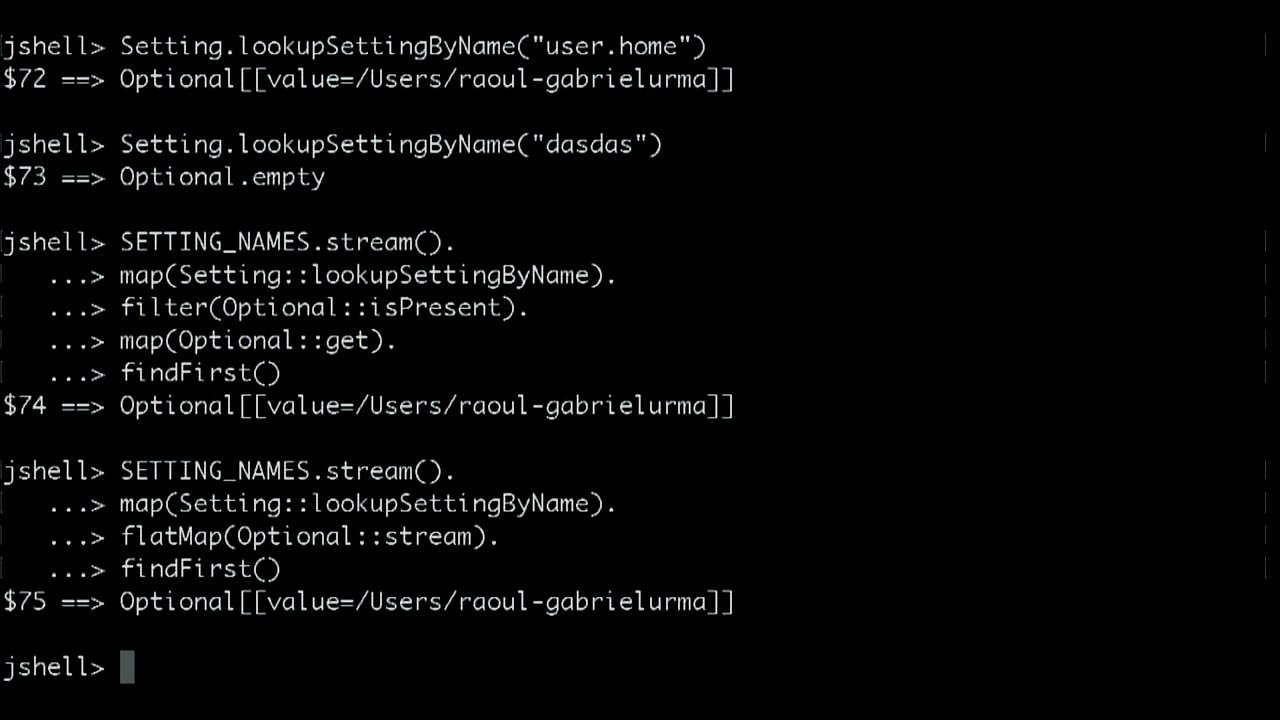 jshell> Setting.lookupSettingByName("user.home")
$72 ==> Optional[[value=/Users/raoul-gabrielurma]]
jshell> Setting.lookupSettingByName("dasdas")
$73 ==> Optional.empty
jshell> SETTING_NAMES.stream().
...> map(Setting::lookupSettingByName).
...> filter(Optional::isPresent).
...> map(Optional::get).
...> findFirst()
$74 ==> Optional[[value=/Users/raoul-gabrielurma]]
jshell> SETTING_NAMES.stream().
...> map(Setting::lookupSettingByName).
...> flatMap(Optional::stream).
...> findFirst()
$75 ==> Optional[[value=/Users/raoul-gabrielurma]]
jshell>